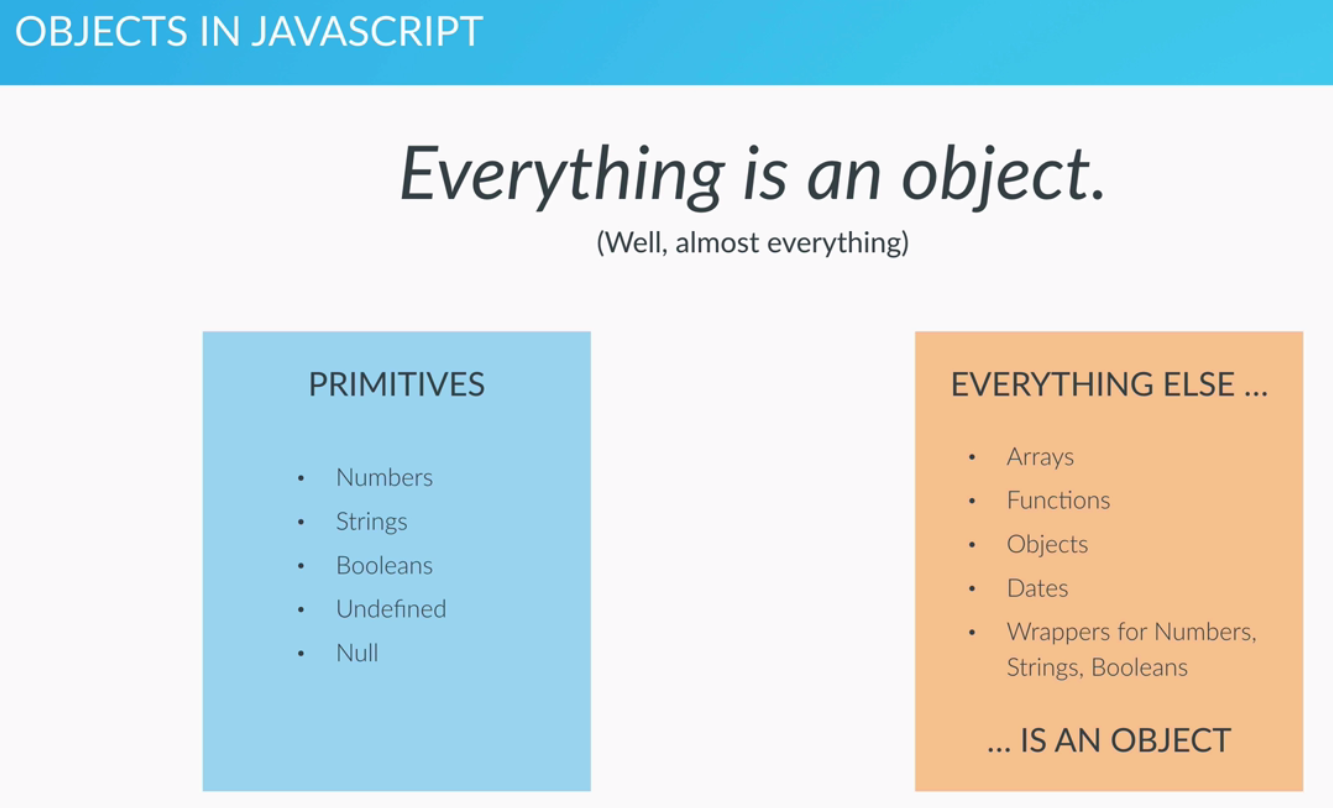 OBJECTS IN JAVASCRIPT
Everything is an object.
(Well, almost everything)
PRIMITIVES
• Numbers
• Strings
• Booleans
• Undefined
• Null
EVERYTHING ELSE ...
• Arrays
• Functions
• Objects
• Dates
• Wrappers for Numbers,
Strings, Booleans
... IS AN OBJECT